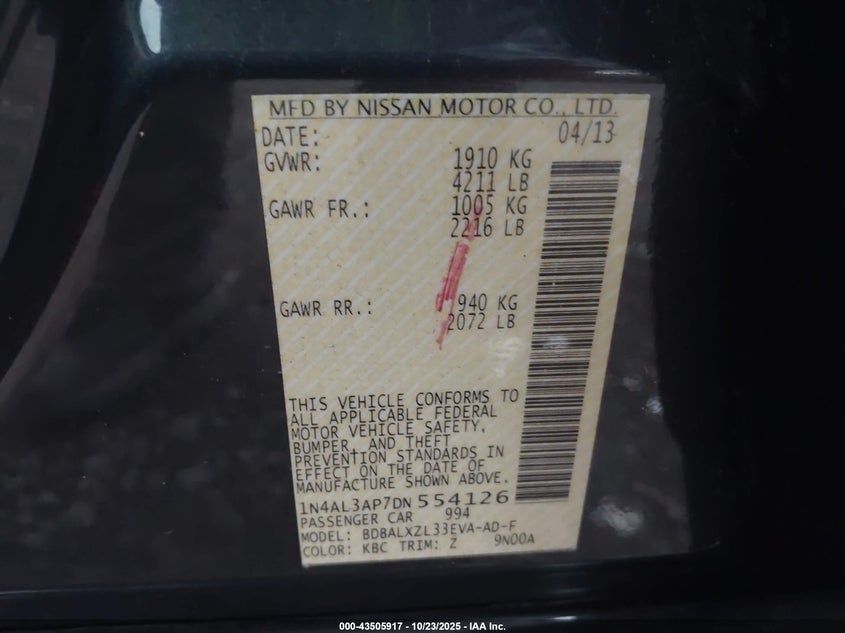 MFD BY NISSAN MOTOR CO., LTD.
DATE: 04/13
GVWR: 1910 KG
4211 LB
GAWR FR.: 1005 KG
2216 LB
GAWR RR.: 940 KG
2072 LB
THIS VEHICLE CONFORMS TO
ALL APPLICABLE FEDERAL
MOTOR VEHICLE SAFETY,
BUMPER, AND THEFT
PREVENTION STANDARDS IN
EFFECT ON THE DATE OF
MANUFACTURE SHOWN ABOVE.
1N4AL3AP7DN 554126
PASSENGER CAR 994
MODEL: BDBALXZL33EVA-AD-F
COLOR: KBC TRIM: Z 9N00A
000-43505917 - 10/23/2025 - IAA Inc.